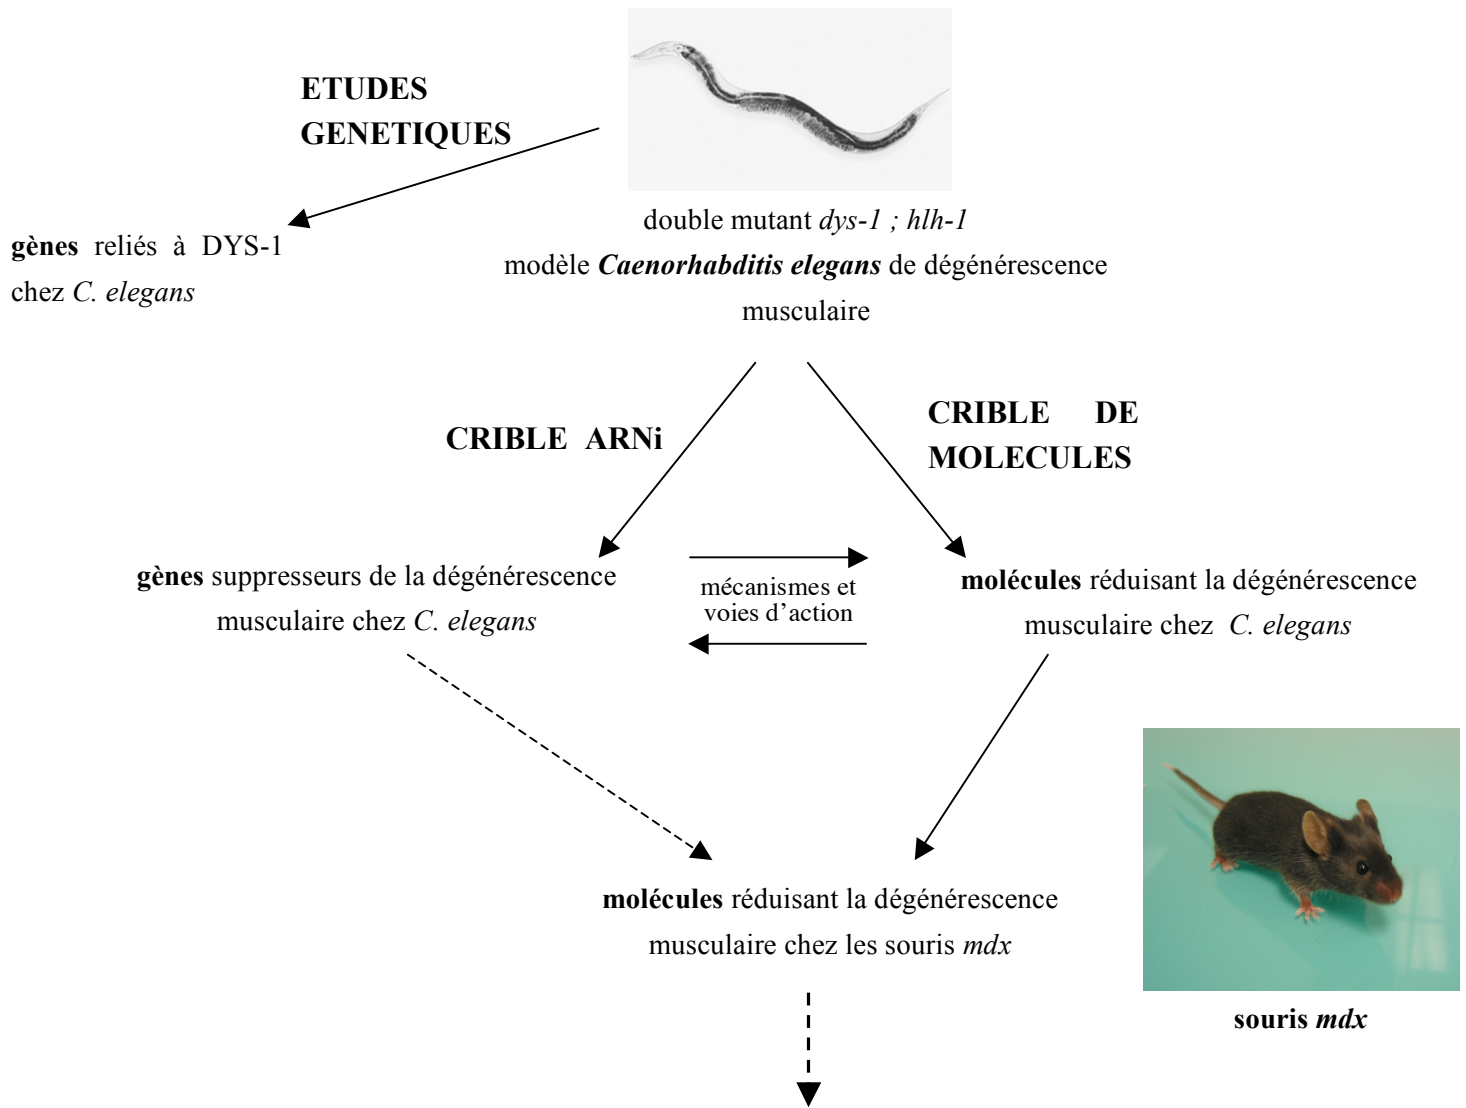 ETUDES
GENETIQUES
double mutant dys-1 ; hlh-1
modèle Caenorhabditis elegans de dégénérescence
musculaire
gènes reliés à DYS-1
chez C. elegans
CRIBLE ARNi
CRIBLE DE
MOLECULES
gènes suppresseurs de la dégénérescence
musculaire chez C. elegans
mécanismes et
voies d’action
molécules réduisant la dégénérescence
musculaire chez C. elegans
molécules réduisant la dégénérescence
musculaire chez les souris mdx
souris mdx